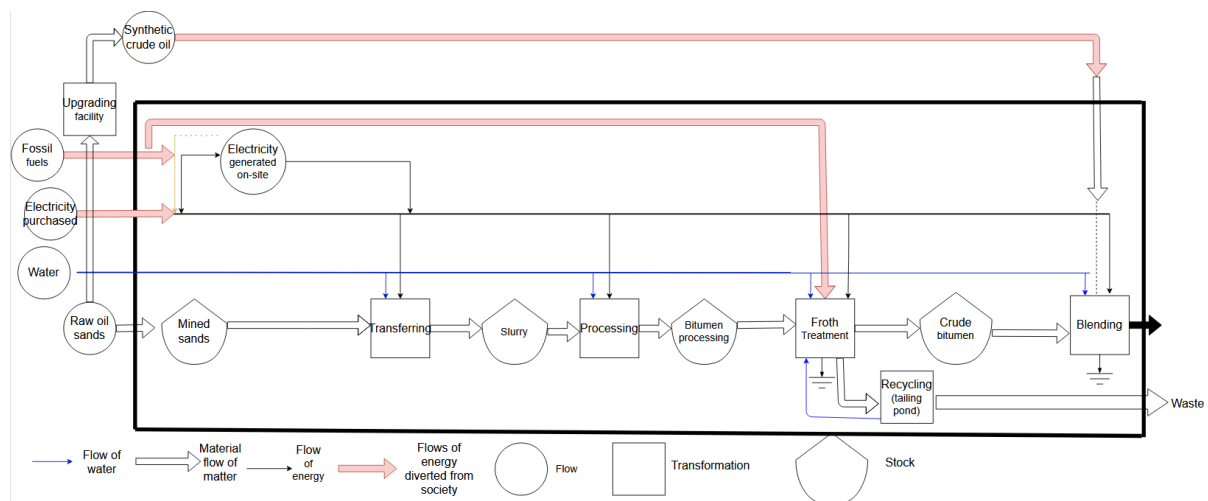 Synthetic
crude oil
Upgrading
facility
Fossil
fuels
Electricity
generated
on-site
Electricity
purchased
Water
Raw oil
sands
Mined
sands
Transferring
Slurry
Processing
Bitumen
processing
Froth
Treatment
Crude
bitumen
Blending
Recycling
(tailing
pond)
Waste
Flow of
water
Material
flow of
matter
Flow
of
energy
Flows of
energy
diverted from
society
Flow
Transformation
Stock